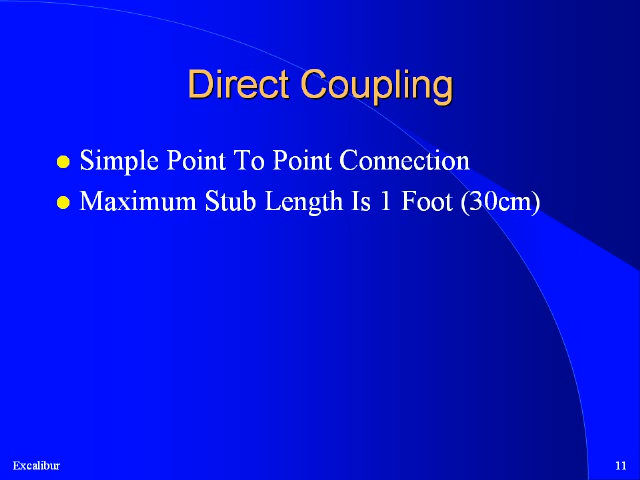 Direct Coupling
Simple Point To Point Connection
Maximum Stub Length Is 1 Foot (30cm)
Excalibur
11